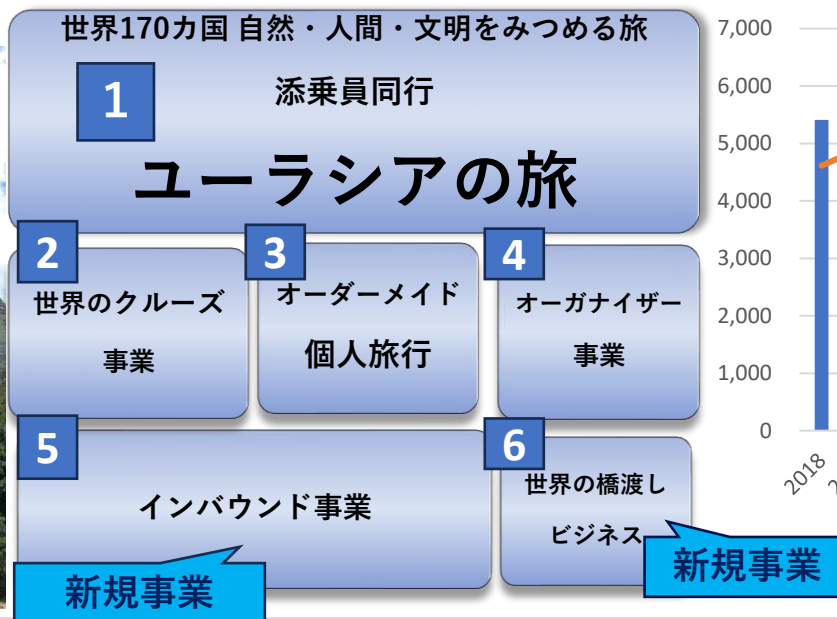 世界170カ国 自然・人間・文明をみつめる旅
1
添乗員同行
ユーラシアの旅
2
世界のクルーズ
事業
3
オーダーメイド
個人旅行
4
オーガナイザー
事業
5
インバウンド事業
新規事業
6
世界の橋渡し
ビジネス
新規事業
7,000
6,000
5,000
4,000
3,000
2,000
1,000
0
2018